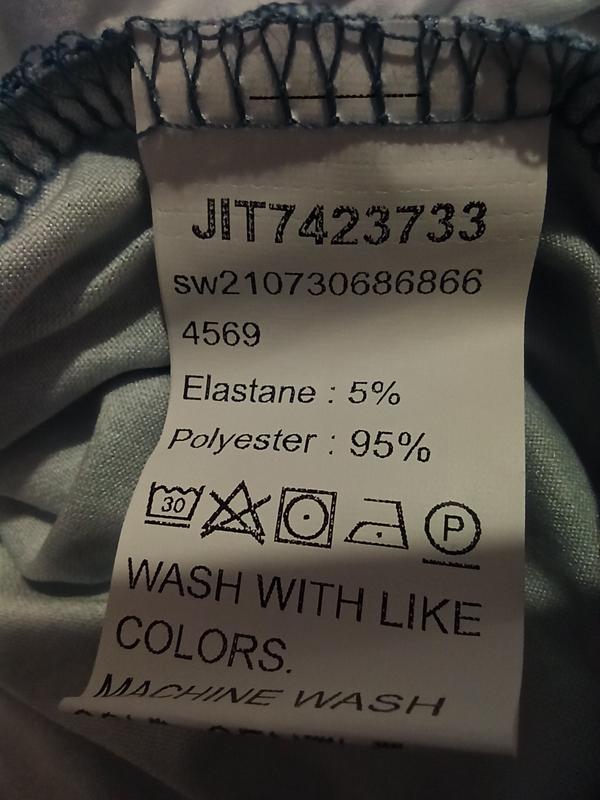 JIT7423733
sw210730686866
4569
Elastane : 5%
Polyester : 95%
30
P
WASH WITH LIKE
COLORS.
MACHINE WASH